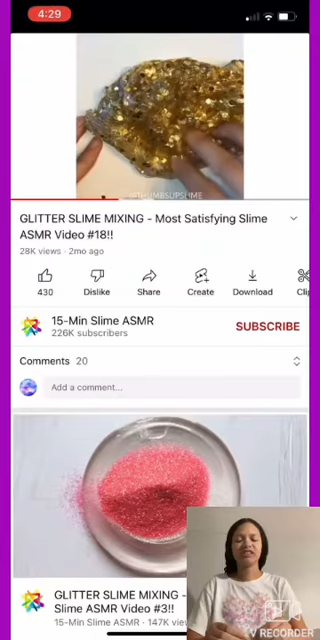 4:29
@THUMBSUPSLIME
GLITTER SLIME MIXING - Most Satisfying Slime
ASMR Video #18!!
28K views · 2mo ago
430 Dislike Share Create Download Clip
15-Min Slime ASMR
226K subscribers
SUBSCRIBE
Comments 20
Add a comment...
GLITTER SLIME MIXING -
Slime ASMR Video #3!!
15-Min Slime ASMR · 147K vie
V RECORDER